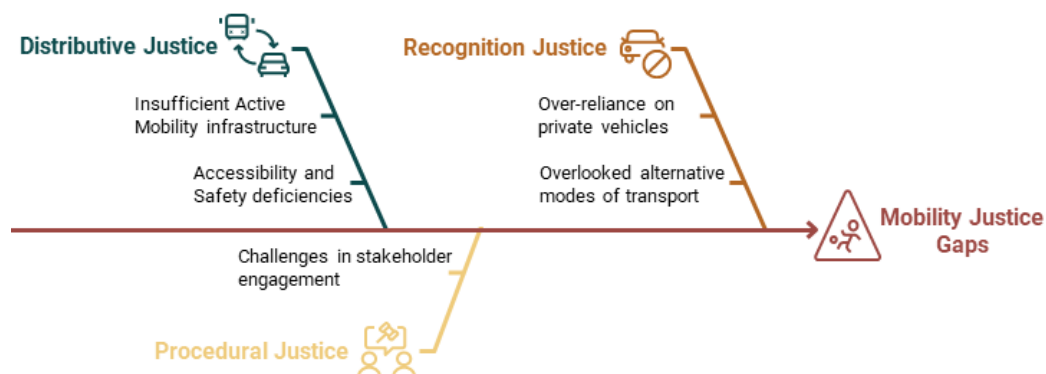 Distributive Justice
Insufficient Active
Mobility infrastructure
Accessibility and
Safety deficiencies
Recognition Justice
Over-reliance on
private vehicles
Overlooked alternative
modes of transport
Mobility Justice
Gaps
Challenges in stakeholder
engagement
Procedural Justice